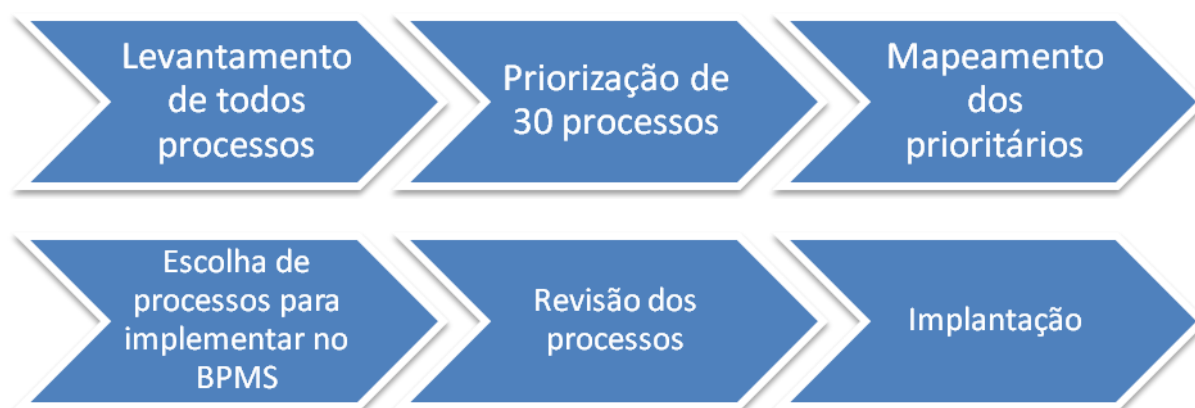 Levantamento
de todos
processos
Priorização de
30 processos
Mapeamento
dos
prioritários
Escolha de
processos para
implementar no
BPMS
Revisão dos
processos
Implantação